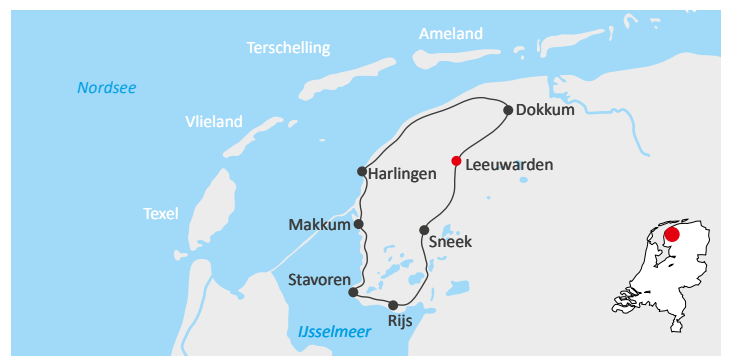 Ameland
Terschelling
Nordsee
Dokkum
Vlieland
Leeuwarden
Harlingen
Texel
Makkum
Sneek
Stavoren
Rijs
IJsselmeer